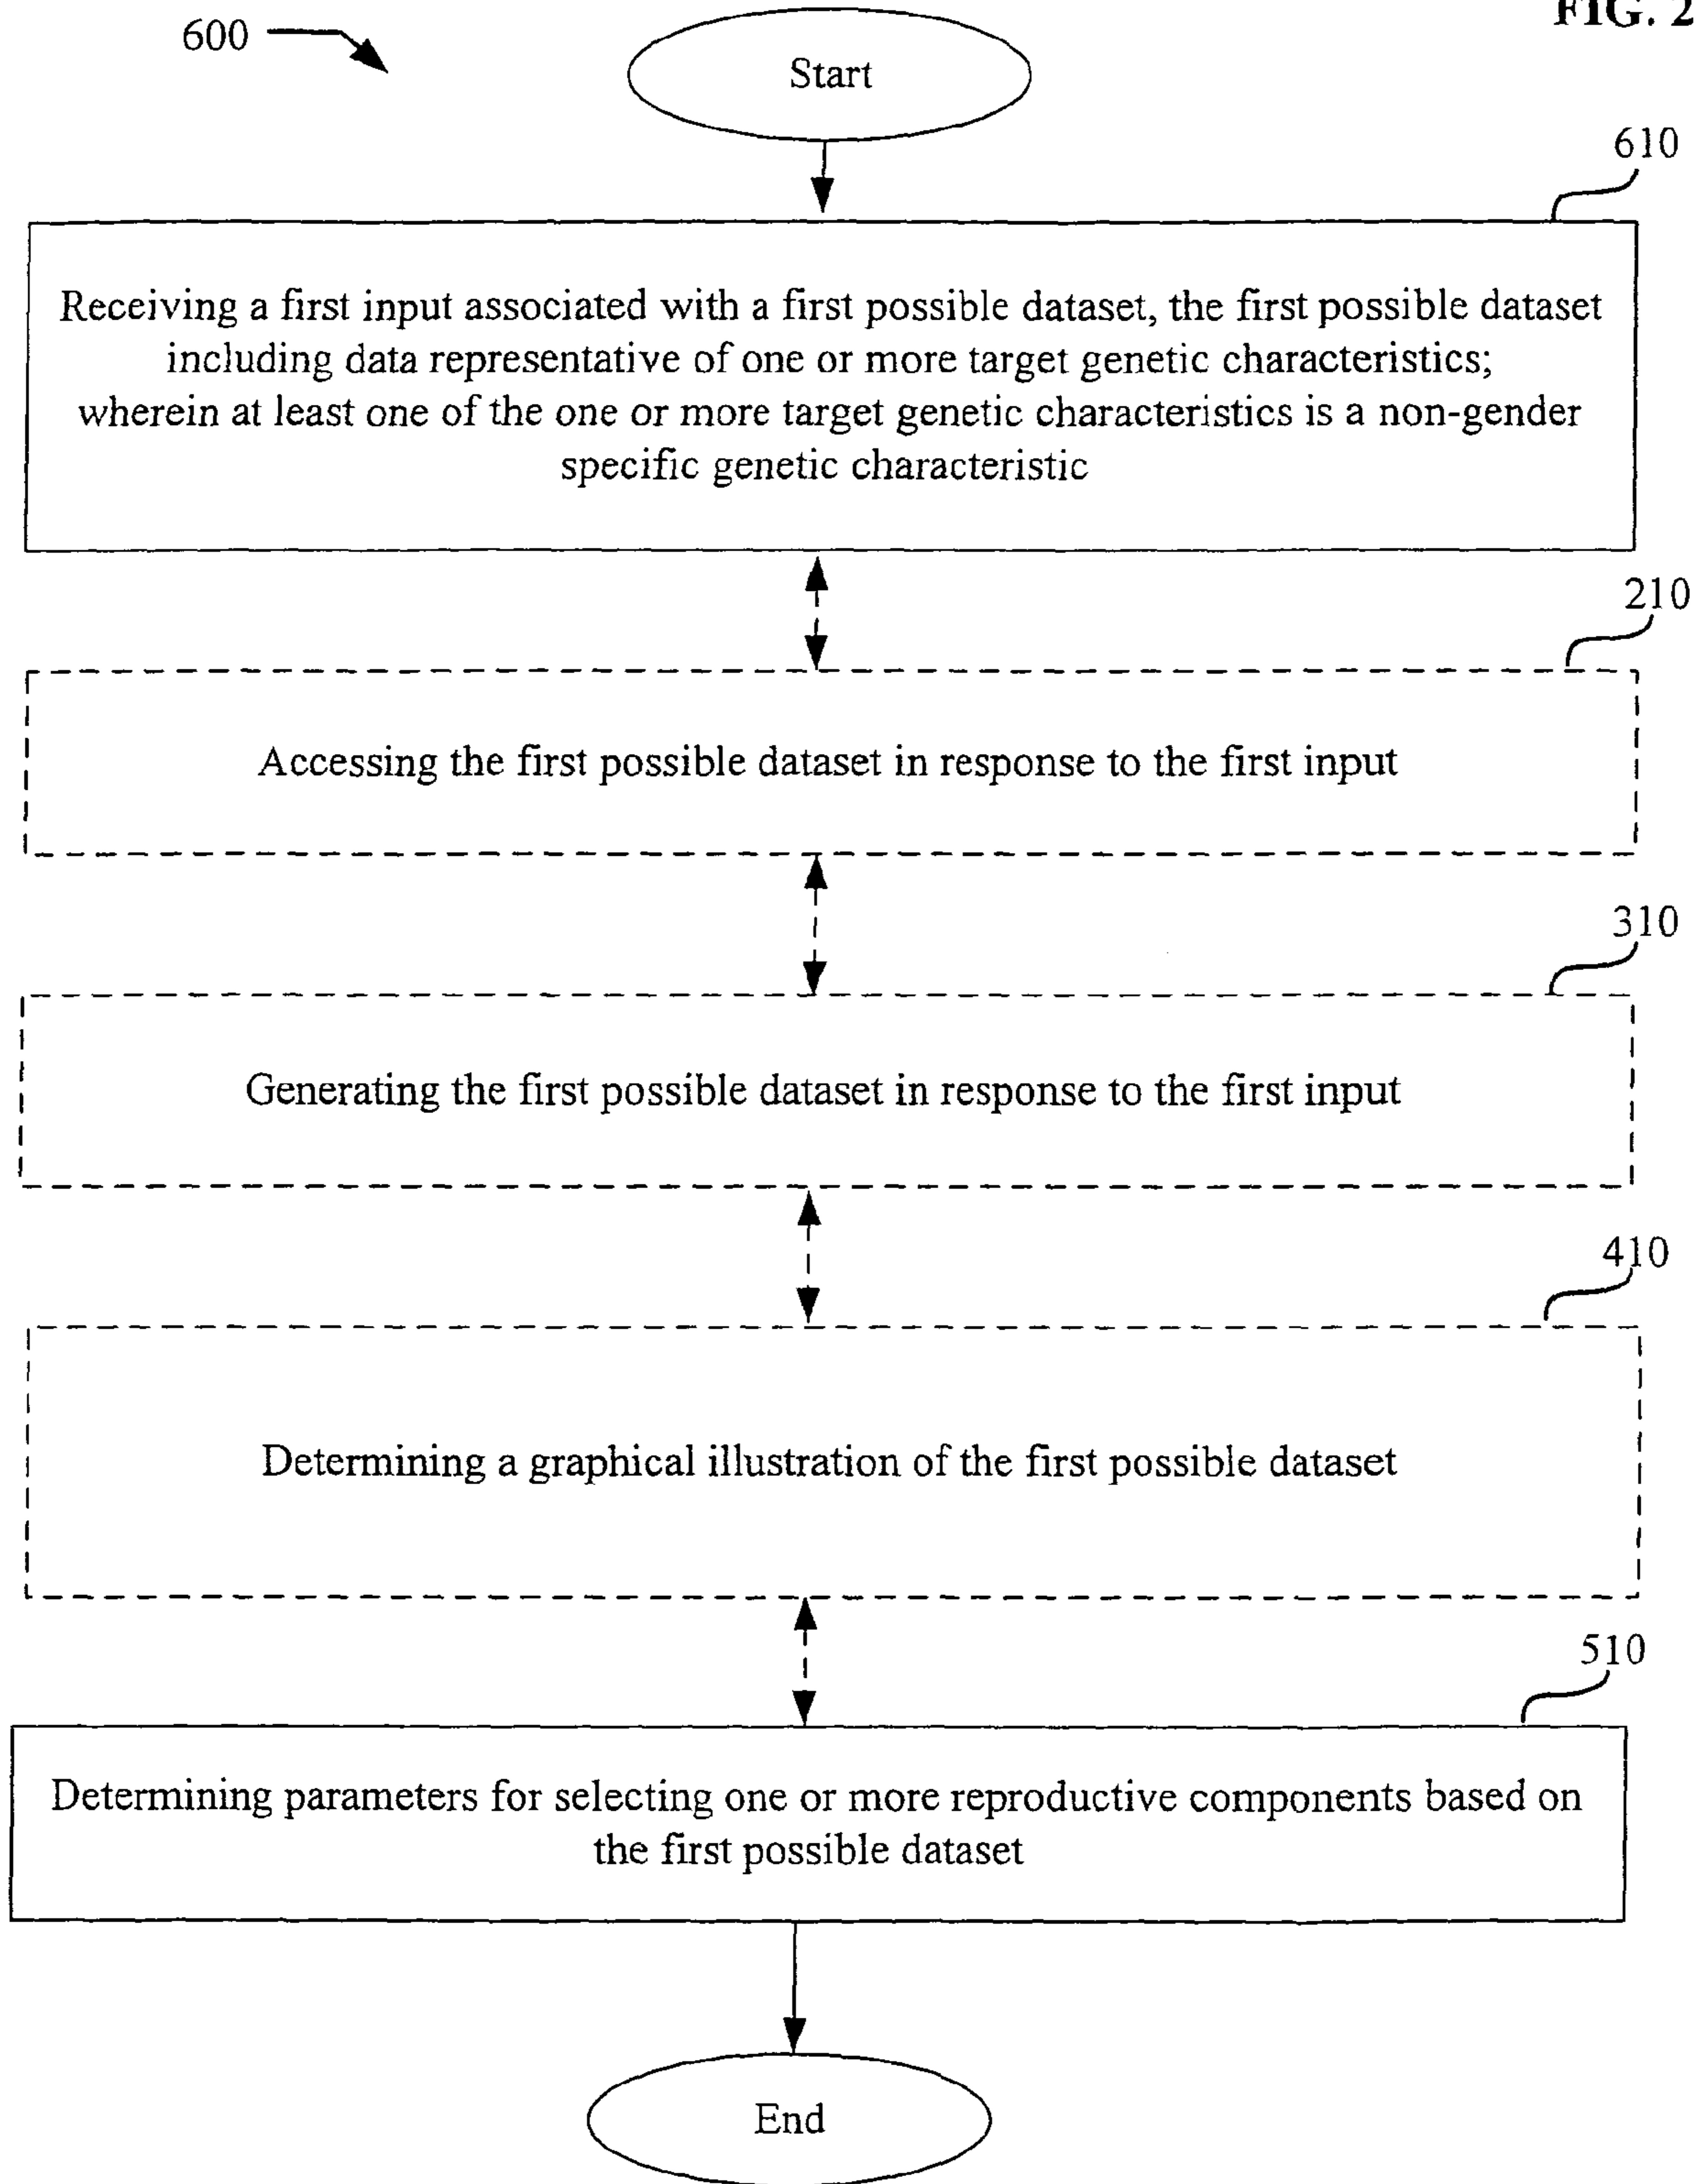 FIG. 2
600
Start
610
Receiving a first input associated with a first possible dataset, the first possible dataset
including data representative of one or more target genetic characteristics;
wherein at least one of the one or more target genetic characteristics is a non-gender
specific genetic characteristic
210
Accessing the first possible dataset in response to the first input
310
Generating the first possible dataset in response to the first input
410
Determining a graphical illustration of the first possible dataset
510
Determining parameters for selecting one or more reproductive components based on
the first possible dataset
End